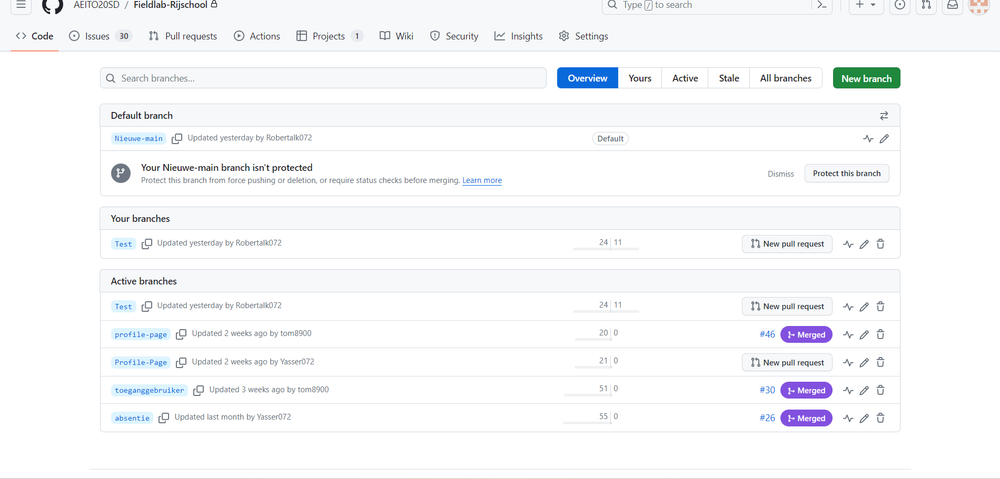 AEITO20SD / Fieldlab-Rijschool
Type / to search
Code Issues 30 Pull requests Actions Projects 1 Wiki Security Insights Settings
Search branches...
Overview Yours Active Stale All branches New branch
Default branch
Nieuwe-main Updated yesterday by Robertalk072 Default
Your Nieuwe-main branch isn't protected
Protect this branch from force pushing or deletion, or require status checks before merging. Learn more
Dismiss Protect this branch
Your branches
Test Updated yesterday by Robertalk072 24 11 New pull request
Active branches
Test Updated yesterday by Robertalk072 24 11 New pull request
profile-page Updated 2 weeks ago by tom8900 20 0 #46 Merged
Profile-Page Updated 2 weeks ago by Yasser072 21 0 New pull request
toeganggebruiker Updated 3 weeks ago by tom8900 51 0 #30 Merged
absentie Updated last month by Yasser072 55 0 #26 Merged